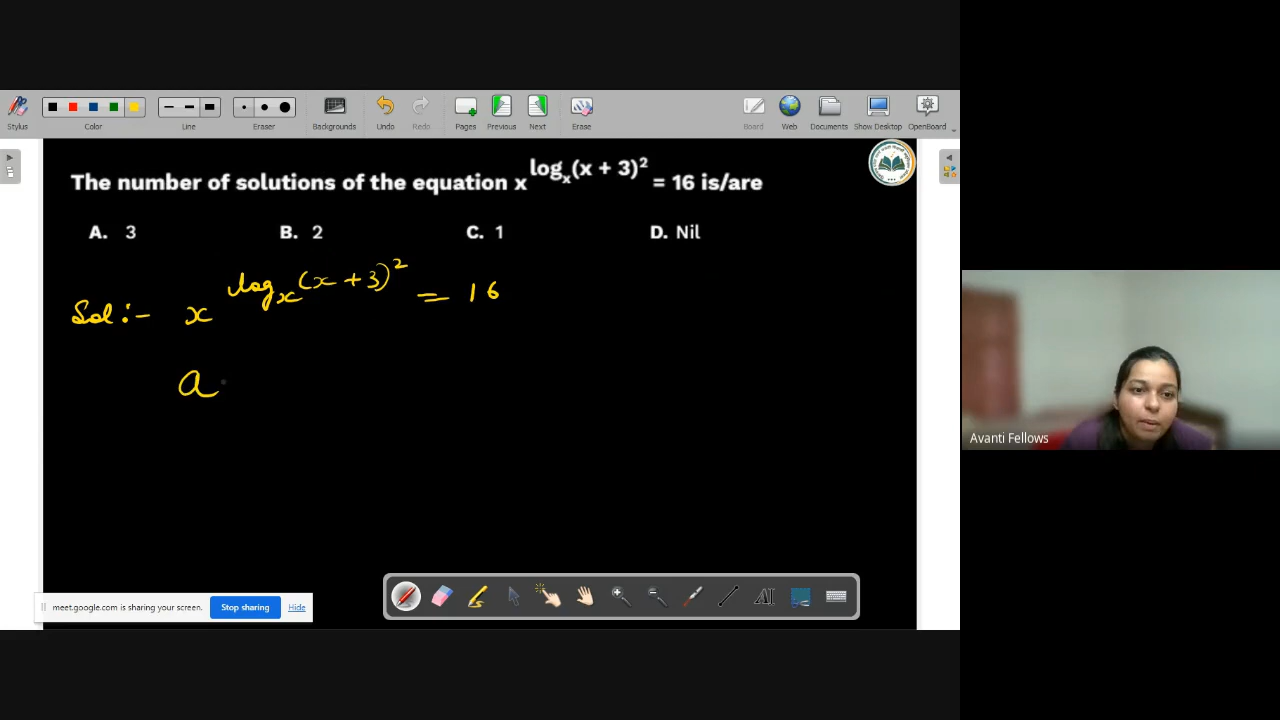 Stylus Color Line Eraser Backgrounds Undo Redo Pages Previous Next Erase Board Web Documents Show Desktop OpenBoard
The number of solutions of the equation x^log_x(x + 3)^2 = 16 is/are
A. 3 B. 2 C. 1 D. Nil
Sol :- x^log_x(x + 3)^2 = 16
a
Avanti Fellows
meet.google.com is sharing your screen. Stop sharing Hide